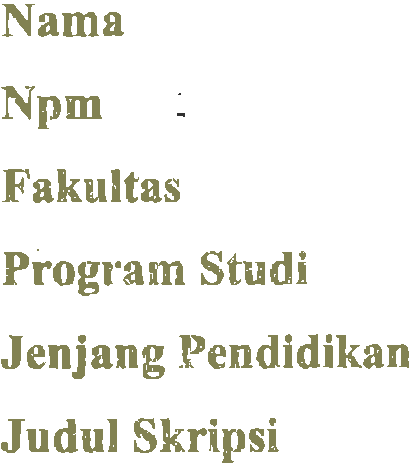 Nama
Npm :
Fakultas
Program Studi
Jenjang Pendidikan
Judul Skripsi